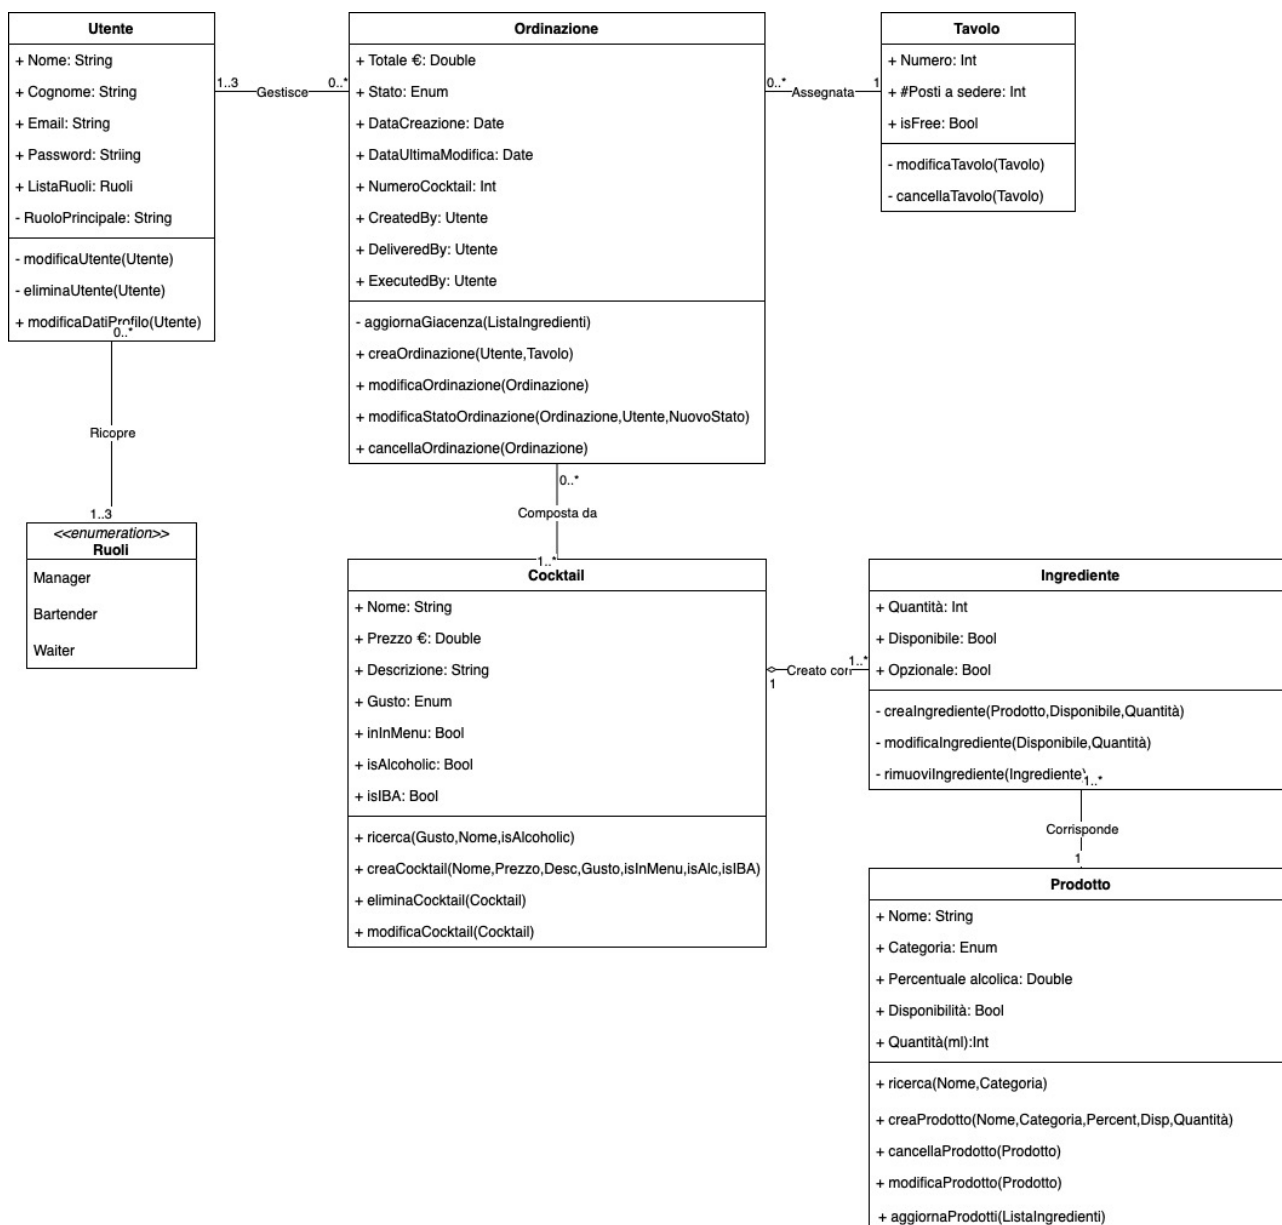 Utente
+ Nome: String
+ Cognome: String
+ Email: String
+ Password: Striing
+ ListaRuoli: Ruoli
- RuoloPrincipale: String
- modificaUtente(Utente)
- eliminaUtente(Utente)
+ modificaDatiProfilo(Utente)
1..3
Gestisce
0..*
Ordinazione
+ Totale €: Double
+ Stato: Enum
+ DataCreazione: Date
+ DataUltimaModifica: Date
+ NumeroCocktail: Int
+ CreatedBy: Utente
+ DeliveredBy: Utente
+ ExecutedBy: Utente
- aggiornaGiacenza(ListaIngredienti)
+ creaOrdinazione(Utente,Tavolo)
+ modificaOrdinazione(Ordinazione)
+ modificaStatoOrdinazione(Ordinazione,Utente,NuovoStato)
+ cancellaOrdinazione(Ordinazione)
0..*
Assegnata
1
Tavolo
+ Numero: Int
+ #Posti a sedere: Int
+ isFree: Bool
- modificaTavolo(Tavolo)
- cancellaTavolo(Tavolo)
0..*
Ricopre
1..3
<<enumeration>>
Ruoli
Manager
Bartender
Waiter
0..*
Composta da
1..*
Cocktail
+ Nome: String
+ Prezzo €: Double
+ Descrizione: String
+ Gusto: Enum
+ inInMenu: Bool
+ isAlcoholic: Bool
+ isIBA: Bool
+ ricerca(Gusto,Nome,isAlcoholic)
+ creaCocktail(Nome,Prezzo,Desc,Gusto,isInMenu,isAlc,isIBA)
+ eliminaCocktail(Cocktail)
+ modificaCocktail(Cocktail)
1
Creato con
1..*
Ingrediente
+ Quantità: Int
+ Disponibile: Bool
+ Opzionale: Bool
- creaIngrediente(Prodotto,Disponibile,Quantità)
- modificaIngrediente(Disponibile,Quantità)
- rimuoviIngrediente(Ingrediente)
1..*
Corrisponde
1
Prodotto
+ Nome: String
+ Categoria: Enum
+ Percentuale alcolica: Double
+ Disponibilità: Bool
+ Quantità(ml):Int
+ ricerca(Nome,Categoria)
+ creaProdotto(Nome,Categoria,Percent,Disp,Quantità)
+ cancellaProdotto(Prodotto)
+ modificaProdotto(Prodotto)
+ aggiornaProdotti(ListaIngredienti)